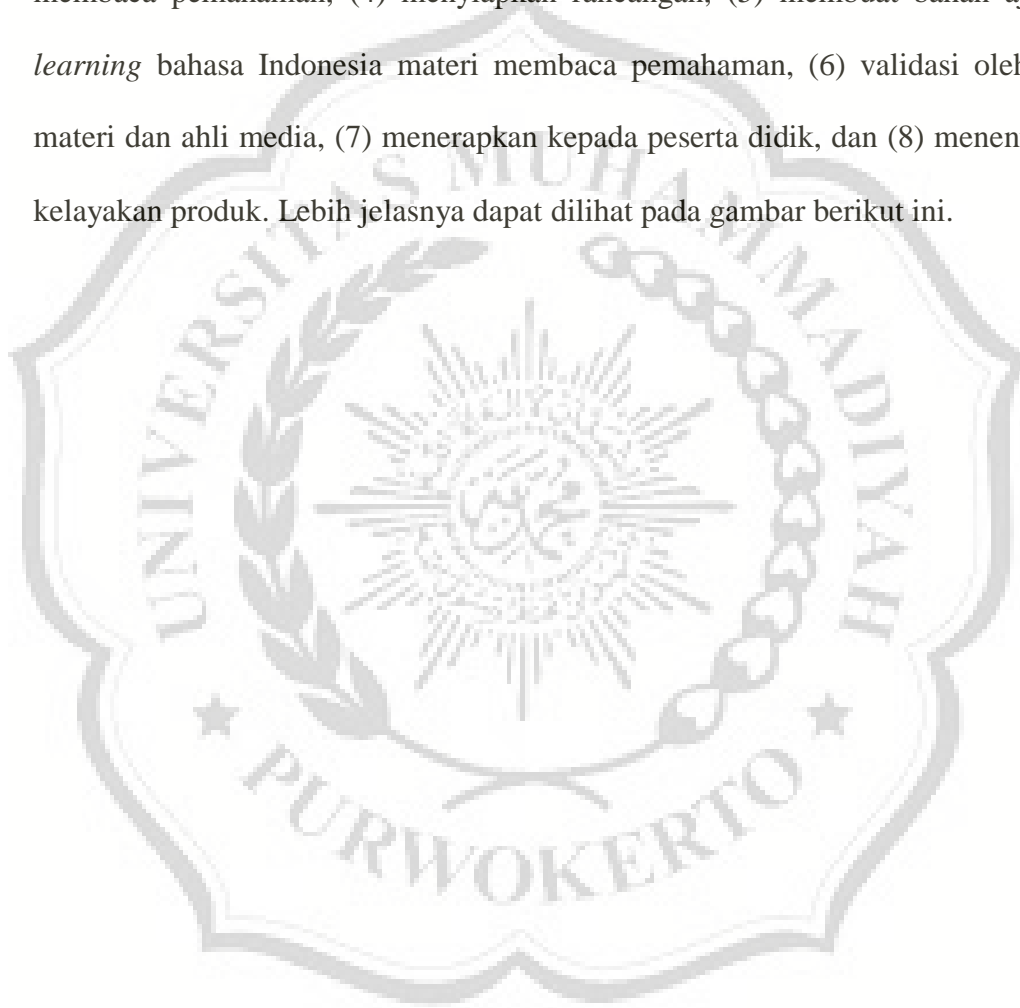 learning bahasa Indonesia materi membaca pemahaman, (6) validasi oleh
materi dan ahli media, (7) menerapkan kepada peserta didik, dan (8) menen
kelayakan produk. Lebih jelasnya dapat dilihat pada gambar berikut ini.
UNIVERSITAS MUHAMMADIYAH
PURWOKERTO